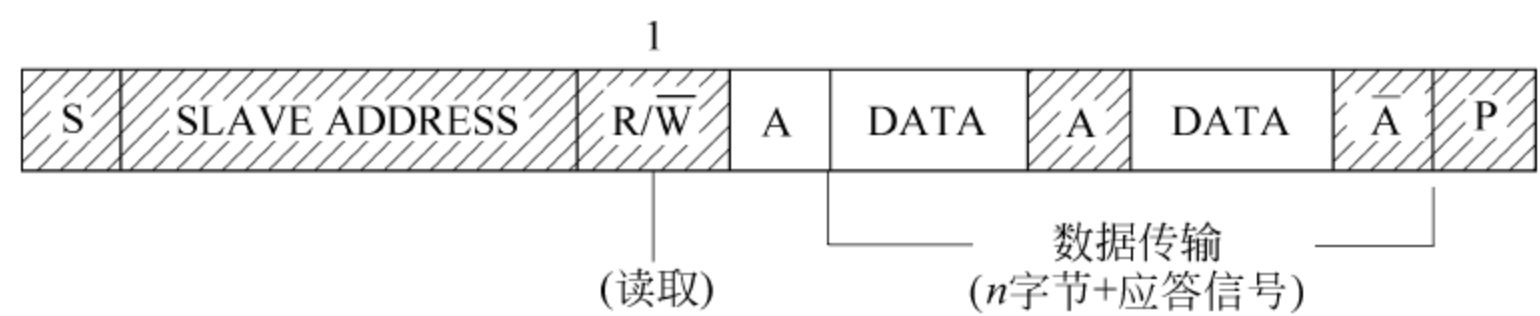 1
S SLAVE ADDRESS R/W̅ A DATA A DATA A̅ P
数据传输
(读取) (n字节+应答信号)